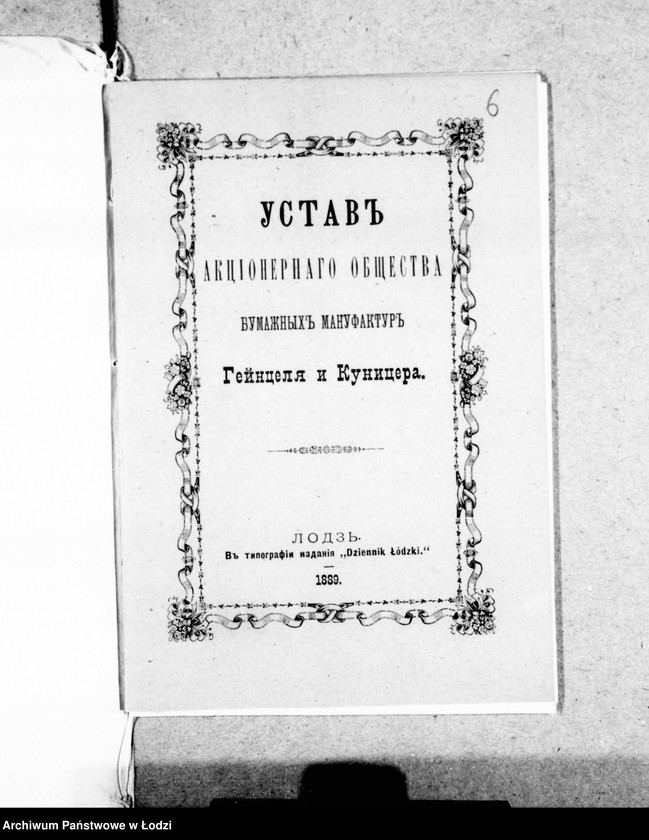 6
УСТАВЪ
АКЦІОНЕРНАГО ОБЩЕСТВА
БУМАЖНЫХЪ МАНУФАКТУРЪ
Гейнцеля и Куницера.
ЛОДЗЬ.
Въ типографіи изданія „Dziennik Łódzki.“
1889.
Archiwum Państwowe w Łodzi